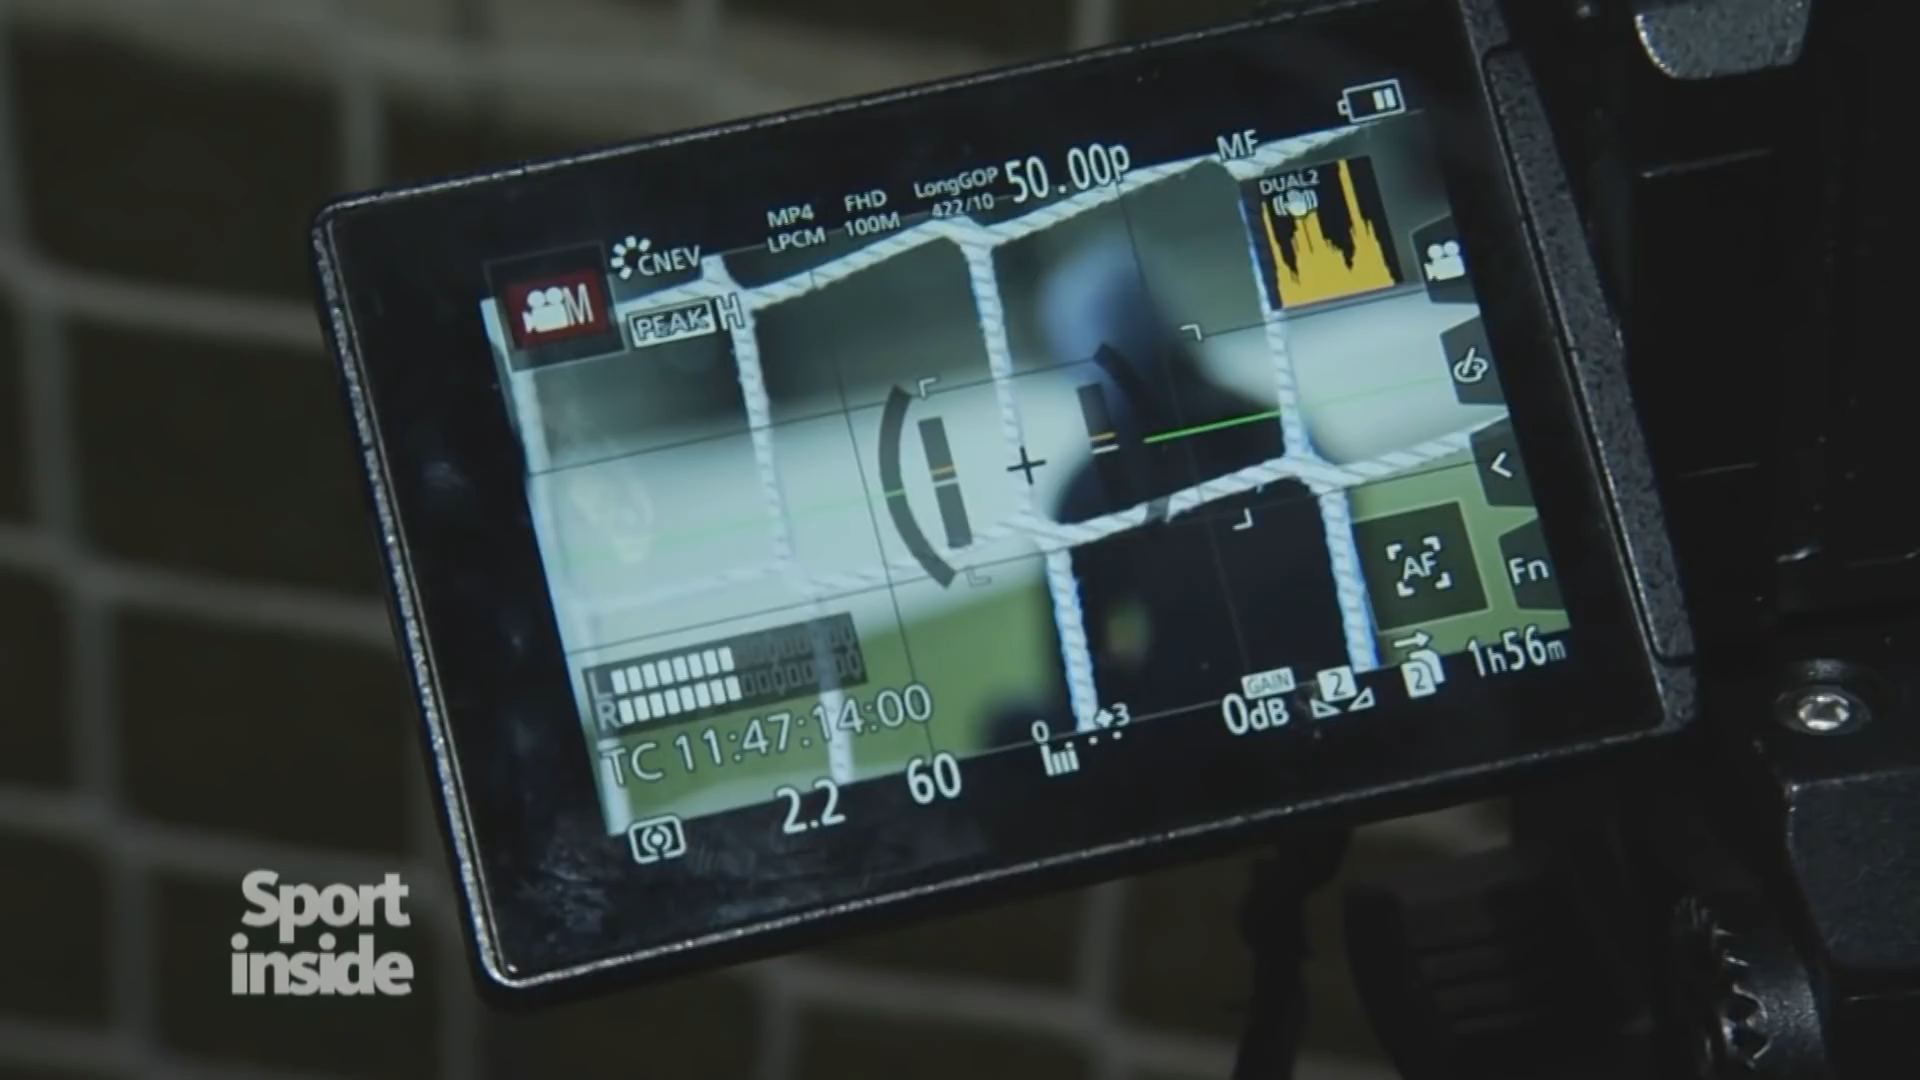 MF
MP4 FHD LongGOP 50.00p
LPCM 100M 422/10
DUAL2
CNEV
M PEAK H
AF
Fn
L
R
TC 11:47:14:00
2.2 60 0 +3 GAIN 0dB 2 2 1h56m
Sport
inside